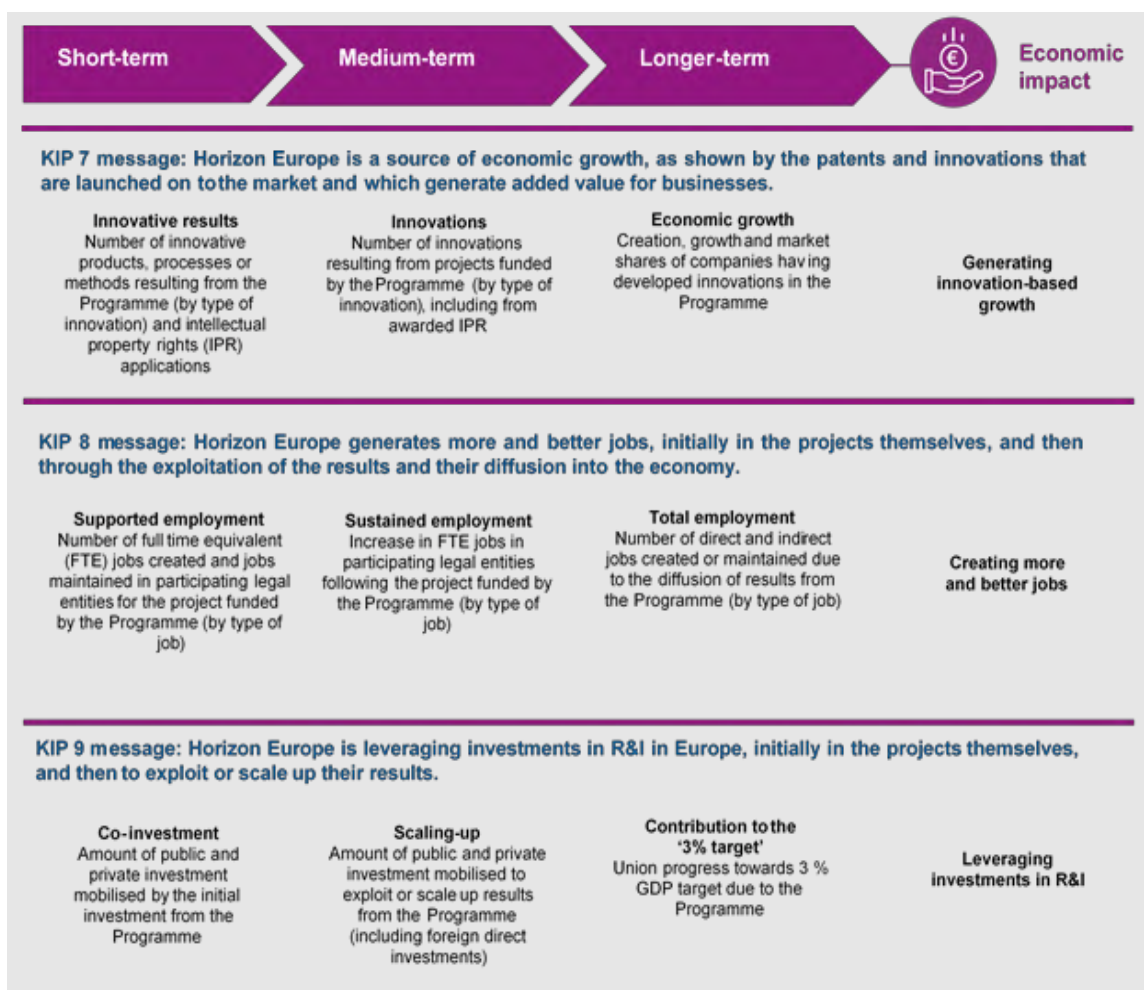 Short-term
Medium-term
Longer-term
Economic
impact
KIP 7 message: Horizon Europe is a source of economic growth, as shown by the patents and innovations that
are launched on to the market and which generate added value for businesses.
Innovative results
Number of innovative
products, processes or
methods resulting from the
Programme (by type of
innovation) and intellectual
property rights (IPR)
applications
Innovations
Number of innovations
resulting from projects funded
by the Programme (by type of
innovation), including from
awarded IPR
Economic growth
Creation, growth and market
shares of companies having
developed innovations in the
Programme
Generating
innovation-based
growth
KIP 8 message: Horizon Europe generates more and better jobs, initially in the projects themselves, and then
through the exploitation of the results and their diffusion into the economy.
Supported employment
Number of full time equivalent
(FTE) jobs created and jobs
maintained in participating legal
entities for the project funded
by the Programme (by type of
job)
Sustained employment
Increase in FTE jobs in
participating legal entities
following the project funded by
the Programme (by type of
job)
Total employment
Number of direct and indirect
jobs created or maintained due
to the diffusion of results from
the Programme (by type of job)
Creating more
and better jobs
KIP 9 message: Horizon Europe is leveraging investments in R&I in Europe, initially in the projects themselves,
and then to exploit or scale up their results.
Co-investment
Amount of public and
private investment
mobilised by the initial
investment from the
Programme
Scaling-up
Amount of public and private
investment mobilised to
exploit or scale up results
from the Programme
(including foreign direct
investments)
Contribution to the
‘3% target’
Union progress towards 3 %
GDP target due to the
Programme
Leveraging
investments in R&I